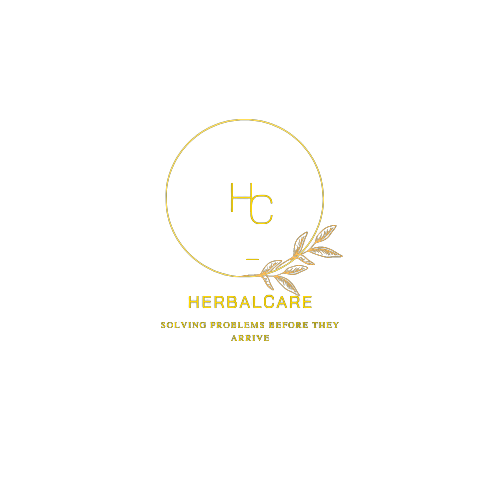 HC
HERBALCARE
SOLVING PROBLEMS BEFORE THEY
ARRIVE